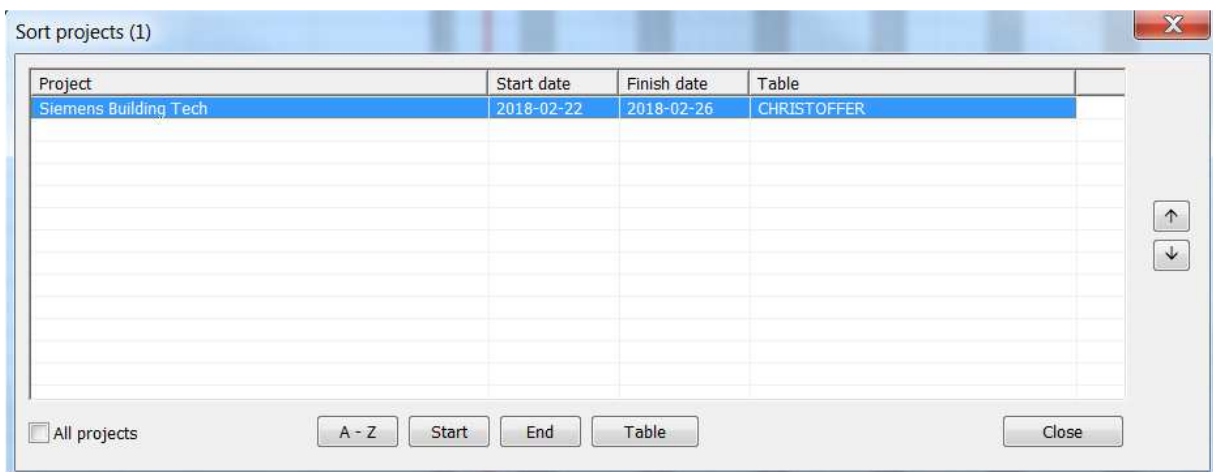 Sort projects (1)
Project Start date Finish date Table
Siemens Building Tech 2018-02-22 2018-02-26 CHRISTOFFER
All projects A - Z Start End Table Close